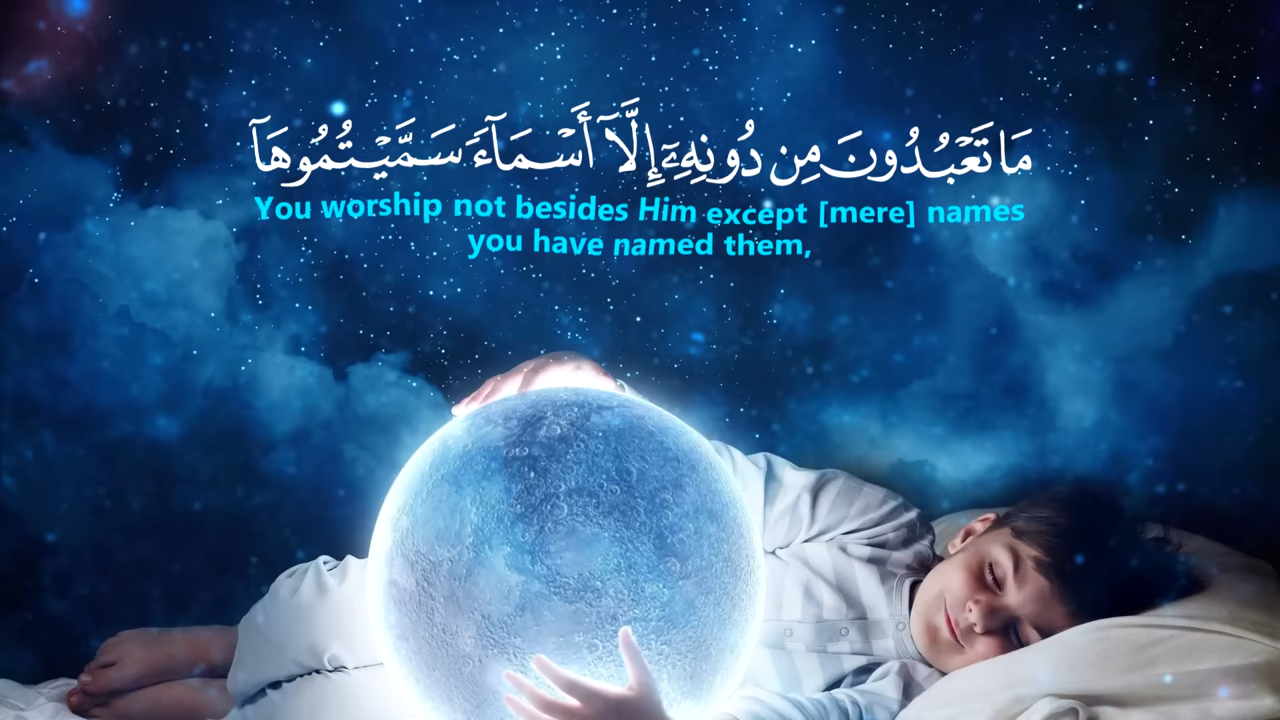 مَا تَعْبُدُونَ مِن دُونِهِۦٓ إِلَّآ أَسْمَآءً سَمَّيْتُمُوهَآ
You worship not besides Him except [mere] names
you have named them,